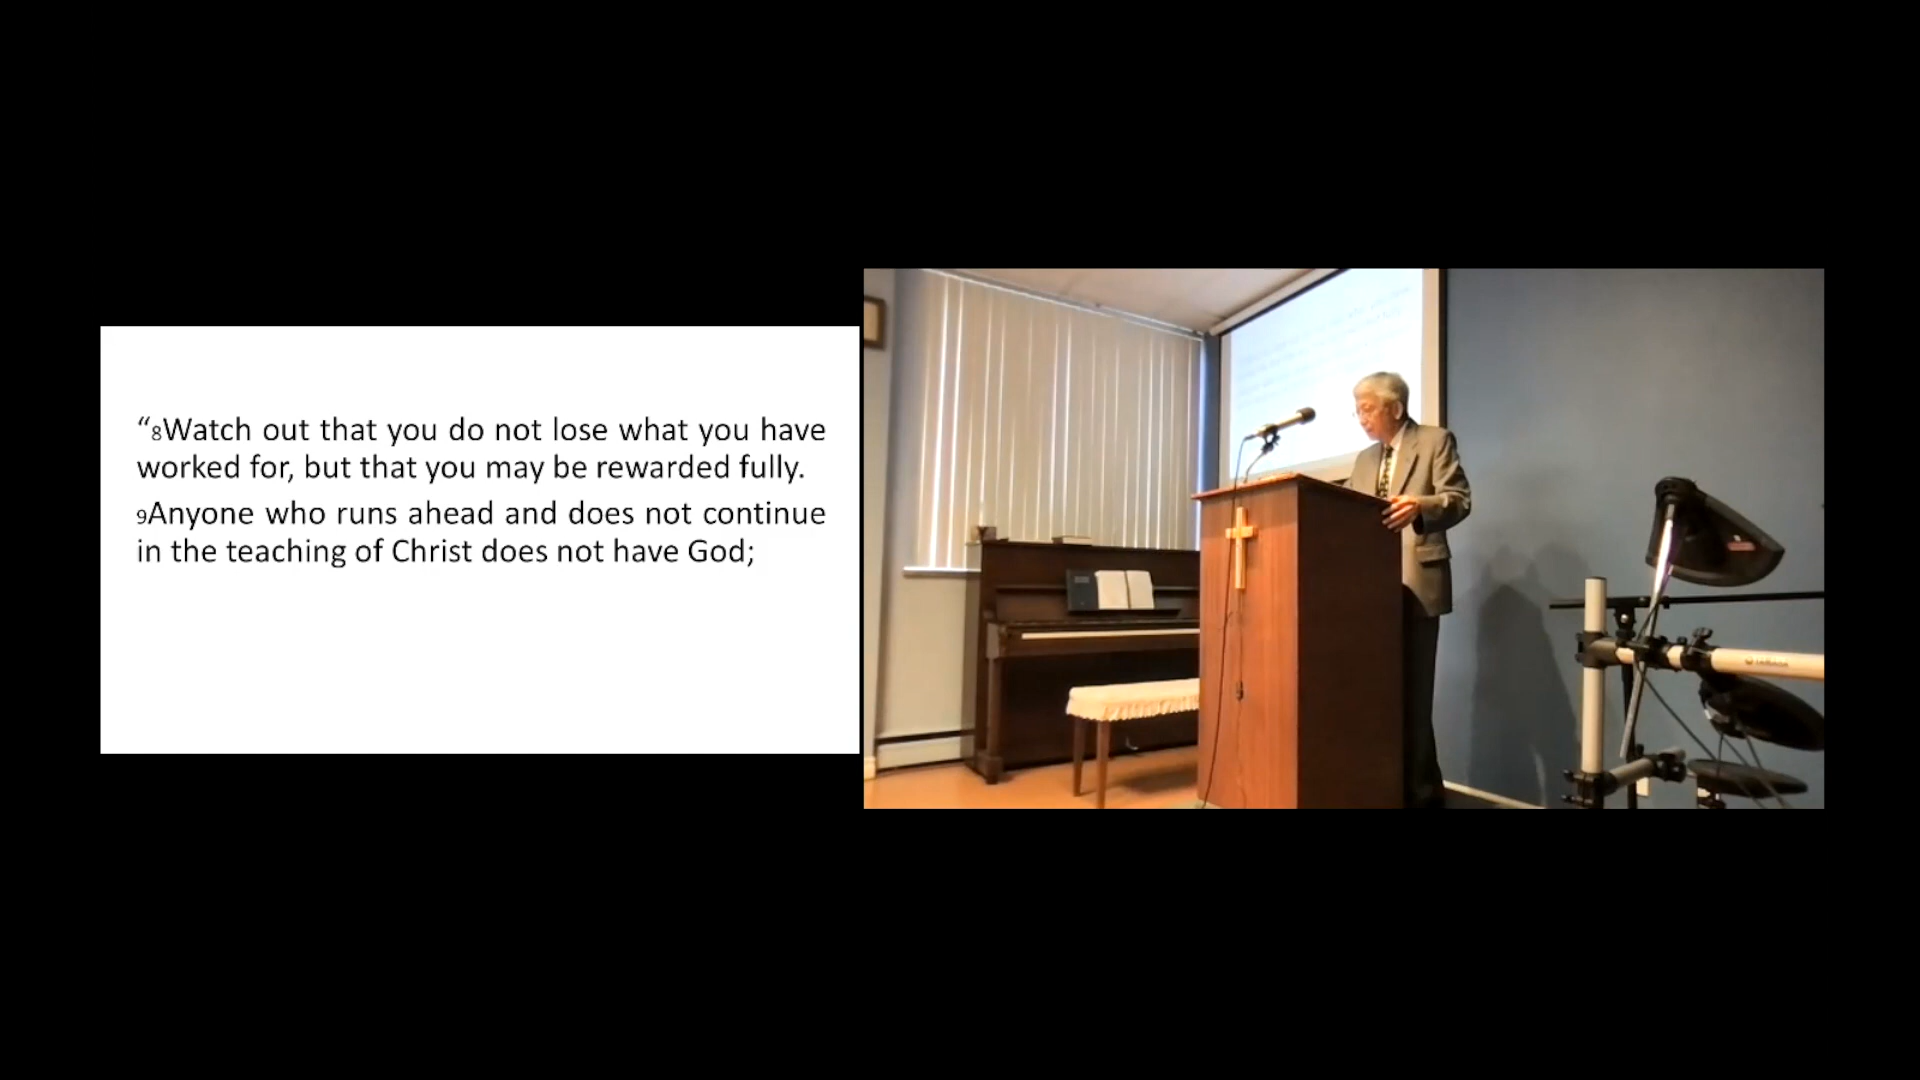 “8Watch out that you do not lose what you have
worked for, but that you may be rewarded fully.
9Anyone who runs ahead and does not continue
in the teaching of Christ does not have God;
YAMAHA